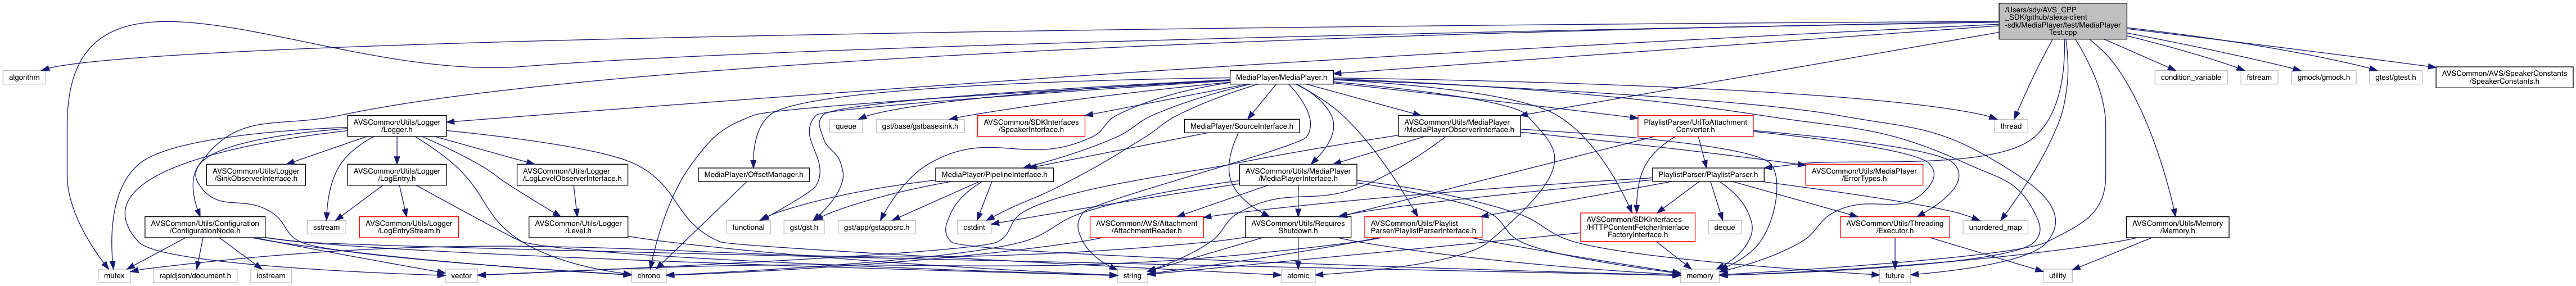 /Users/sdy/AVS_CPP
_SDK/github/alexa-client
-sdk/MediaPlayer/test/MediaPlayer
Test.cpp
algorithm
MediaPlayer/MediaPlayer.h
condition_variable
fstream
gmock/gmock.h
gtest/gtest.h
AVSCommon/AVS/SpeakerConstants
/SpeakerConstants.h
AVSCommon/Utils/Logger
/Logger.h
queue
gst/base/gstbasesink.h
AVSCommon/SDKInterfaces
/SpeakerInterface.h
MediaPlayer/SourceInterface.h
AVSCommon/Utils/MediaPlayer
/MediaPlayerObserverInterface.h
PlaylistParser/UrlToAttachment
Converter.h
thread
AVSCommon/Utils/Logger
/SinkObserverInterface.h
AVSCommon/Utils/Logger
/LogEntry.h
AVSCommon/Utils/Logger
/LogLevelObserverInterface.h
MediaPlayer/OffsetManager.h
MediaPlayer/PipelineInterface.h
AVSCommon/Utils/MediaPlayer
/MediaPlayerInterface.h
PlaylistParser/PlaylistParser.h
AVSCommon/Utils/MediaPlayer
/ErrorTypes.h
AVSCommon/Utils/Configuration
/ConfigurationNode.h
sstream
AVSCommon/Utils/Logger
/LogEntryStream.h
AVSCommon/Utils/Logger
/Level.h
functional
gst/gst.h
gst/app/gstappsrc.h
cstdint
AVSCommon/AVS/Attachment
/AttachmentReader.h
AVSCommon/Utils/Requires
Shutdown.h
AVSCommon/Utils/Playlist
Parser/PlaylistParserInterface.h
AVSCommon/SDKInterfaces
/HTTPContentFetcherInterface
FactoryInterface.h
deque
AVSCommon/Utils/Threading
/Executor.h
unordered_map
AVSCommon/Utils/Memory
/Memory.h
mutex
rapidjson/document.h
iostream
vector
chrono
string
atomic
memory
future
utility